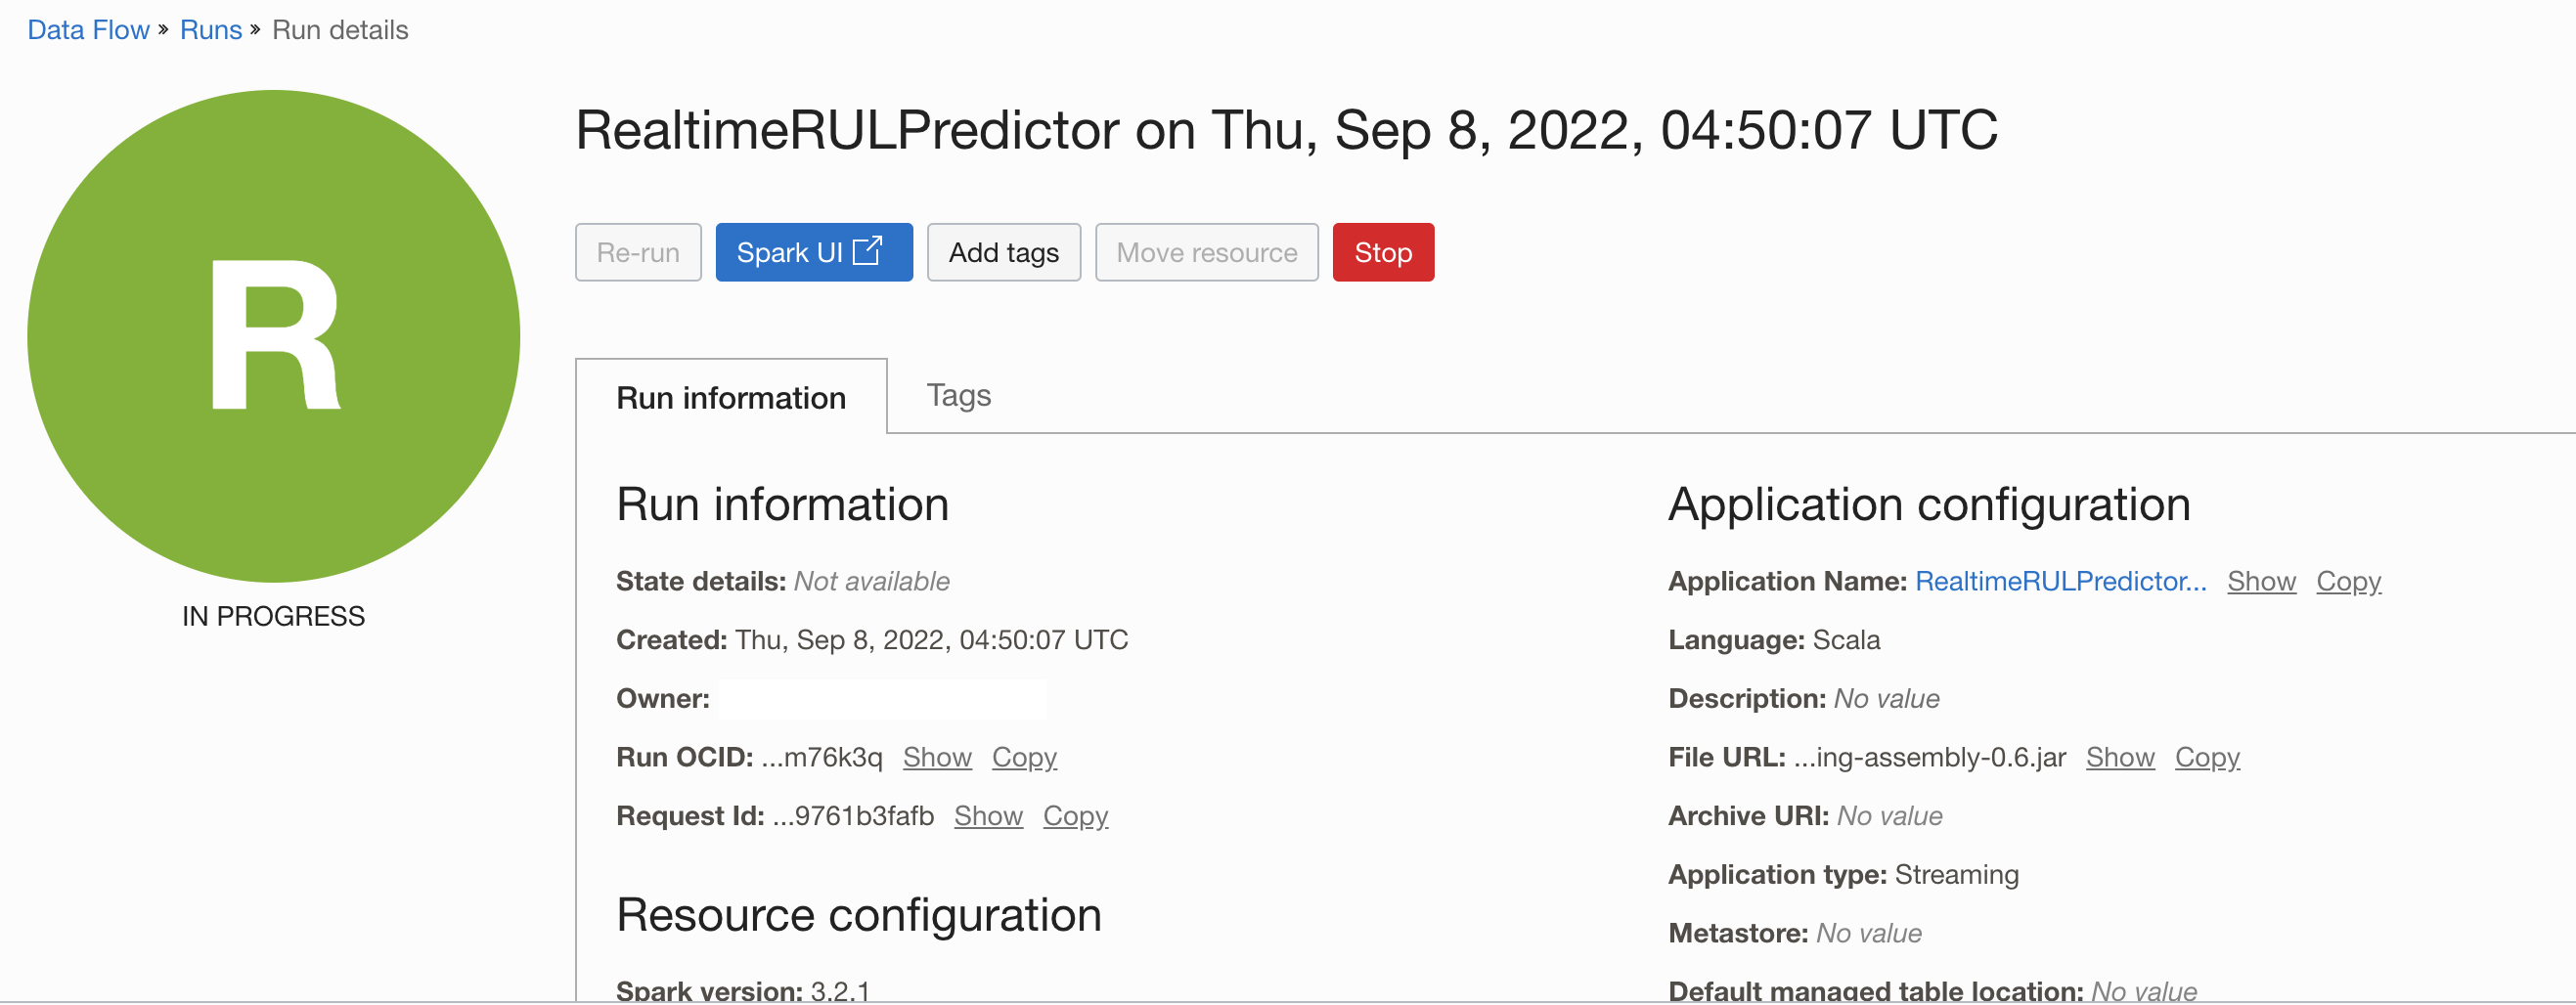 Data Flow » Runs » Run details
R
IN PROGRESS
RealtimeRULPredictor on Thu, Sep 8, 2022, 04:50:07 UTC
Re-run Spark UI Add tags Move resource Stop
Run information Tags
Run information
State details: Not available
Created: Thu, Sep 8, 2022, 04:50:07 UTC
Owner:
Run OCID: ...m76k3q Show Copy
Request Id: ...9761b3fafb Show Copy
Resource configuration
Spark version: 3.2.1
Application configuration
Application Name: RealtimeRULPredictor... Show Copy
Language: Scala
Description: No value
File URL: ...ing-assembly-0.6.jar Show Copy
Archive URI: No value
Application type: Streaming
Metastore: No value
Default managed table location: No value